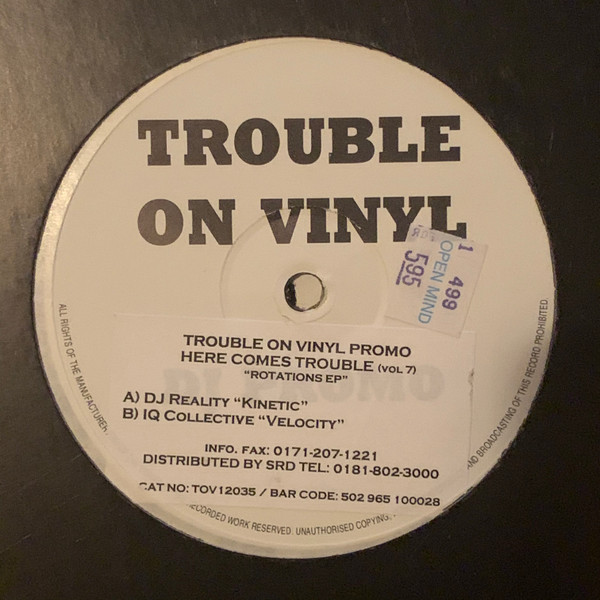 TROUBLE
ON VINYL
1 499
OPEN MIND
595
TROUBLE ON VINYL PROMO
HERE COMES TROUBLE (VOL 7)
"ROTATIONS EP"
DJ PROMO
A) DJ REALITY "KINETIC"
B) IQ COLLECTIVE "VELOCITY"
INFO. FAX: 0171-207-1221
DISTRIBUTED BY SRD TEL: 0181-802-3000
CAT NO: TOV12035 / BAR CODE: 502 965 100028
ALL RIGHTS OF THE MANUFACTURER
RECORDED WORK RESERVED. UNAUTHORISED COPYING,
AND BROADCASTING OF THIS RECORD PROHIBITED